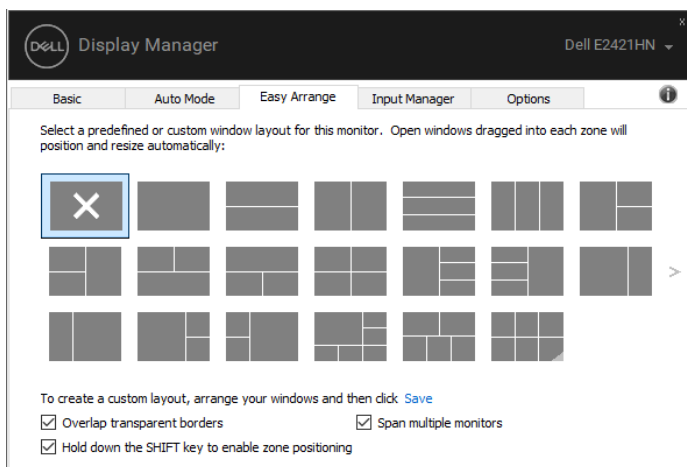 x
DELL Display Manager
Dell E2421HN
Basic Auto Mode Easy Arrange Input Manager Options
Select a predefined or custom window layout for this monitor. Open windows dragged into each zone will
position and resize automatically:
To create a custom layout, arrange your windows and then click Save
Overlap transparent borders
Span multiple monitors
Hold down the SHIFT key to enable zone positioning